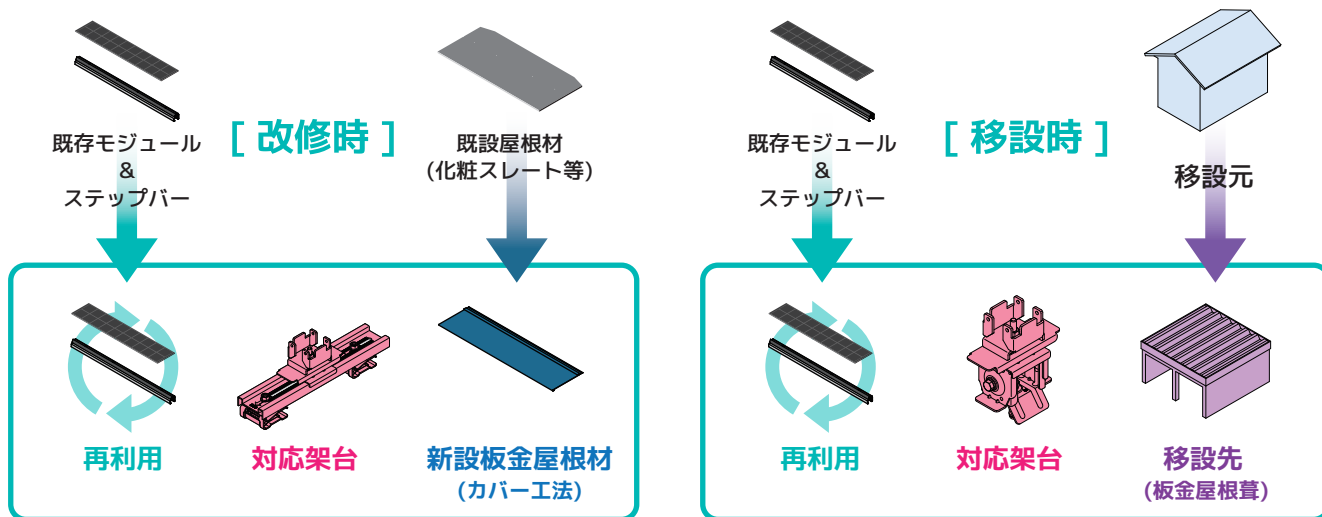 [ 改修時 ]
既存モジュール
&
ステップバー
既設屋根材
(化粧スレート等)
再利用
対応架台
新設板金屋根材
(カバー工法)
[ 移設時 ]
既存モジュール
&
ステップバー
移設元
再利用
対応架台
移設先
(板金屋根葺)